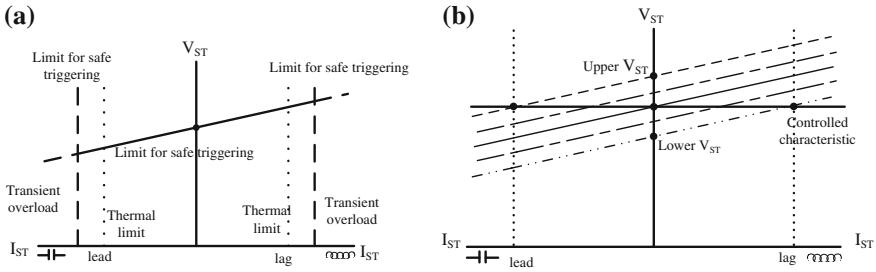 (a)
V_ST
Limit for safe
triggering
Limit for safe triggering
Limit for safe triggering
Transient
overload
Thermal
limit
Thermal
limit
Transient
overload
I_ST
lead
lag
I_ST
(b)
V_ST
Upper V_ST
Controlled
characteristic
Lower V_ST
I_ST
I_ST
lead
lag